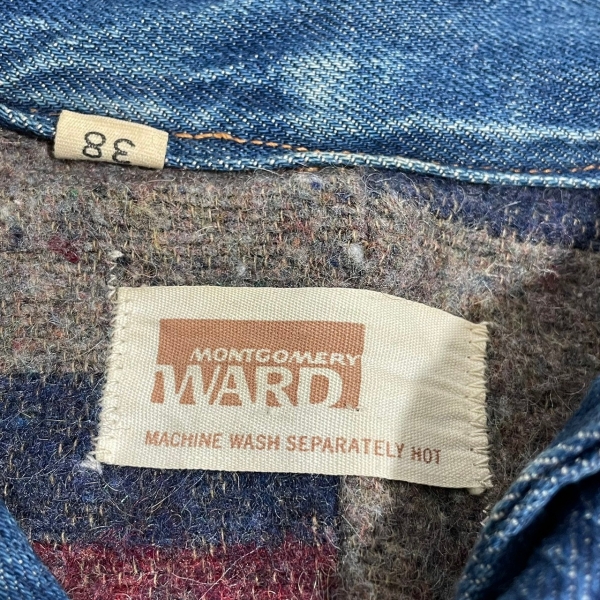 38
MONTGOMERY
WARD
MACHINE WASH SEPARATELY HOT